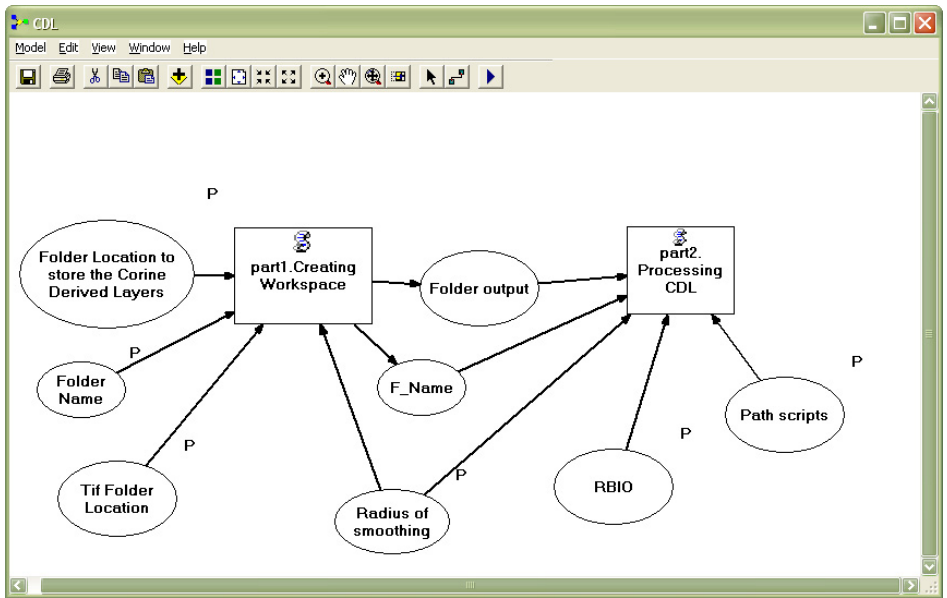 CDL
Model Edit View Window Help
P
Folder Location to
store the Corine
Derived Layers
part1.Creating
Workspace
Folder output
part2.
Processing
CDL
P
Folder
Name
F_Name
P
Path scripts
P
Tif Folder
Location
P
Radius of
smoothing
P
RBIO